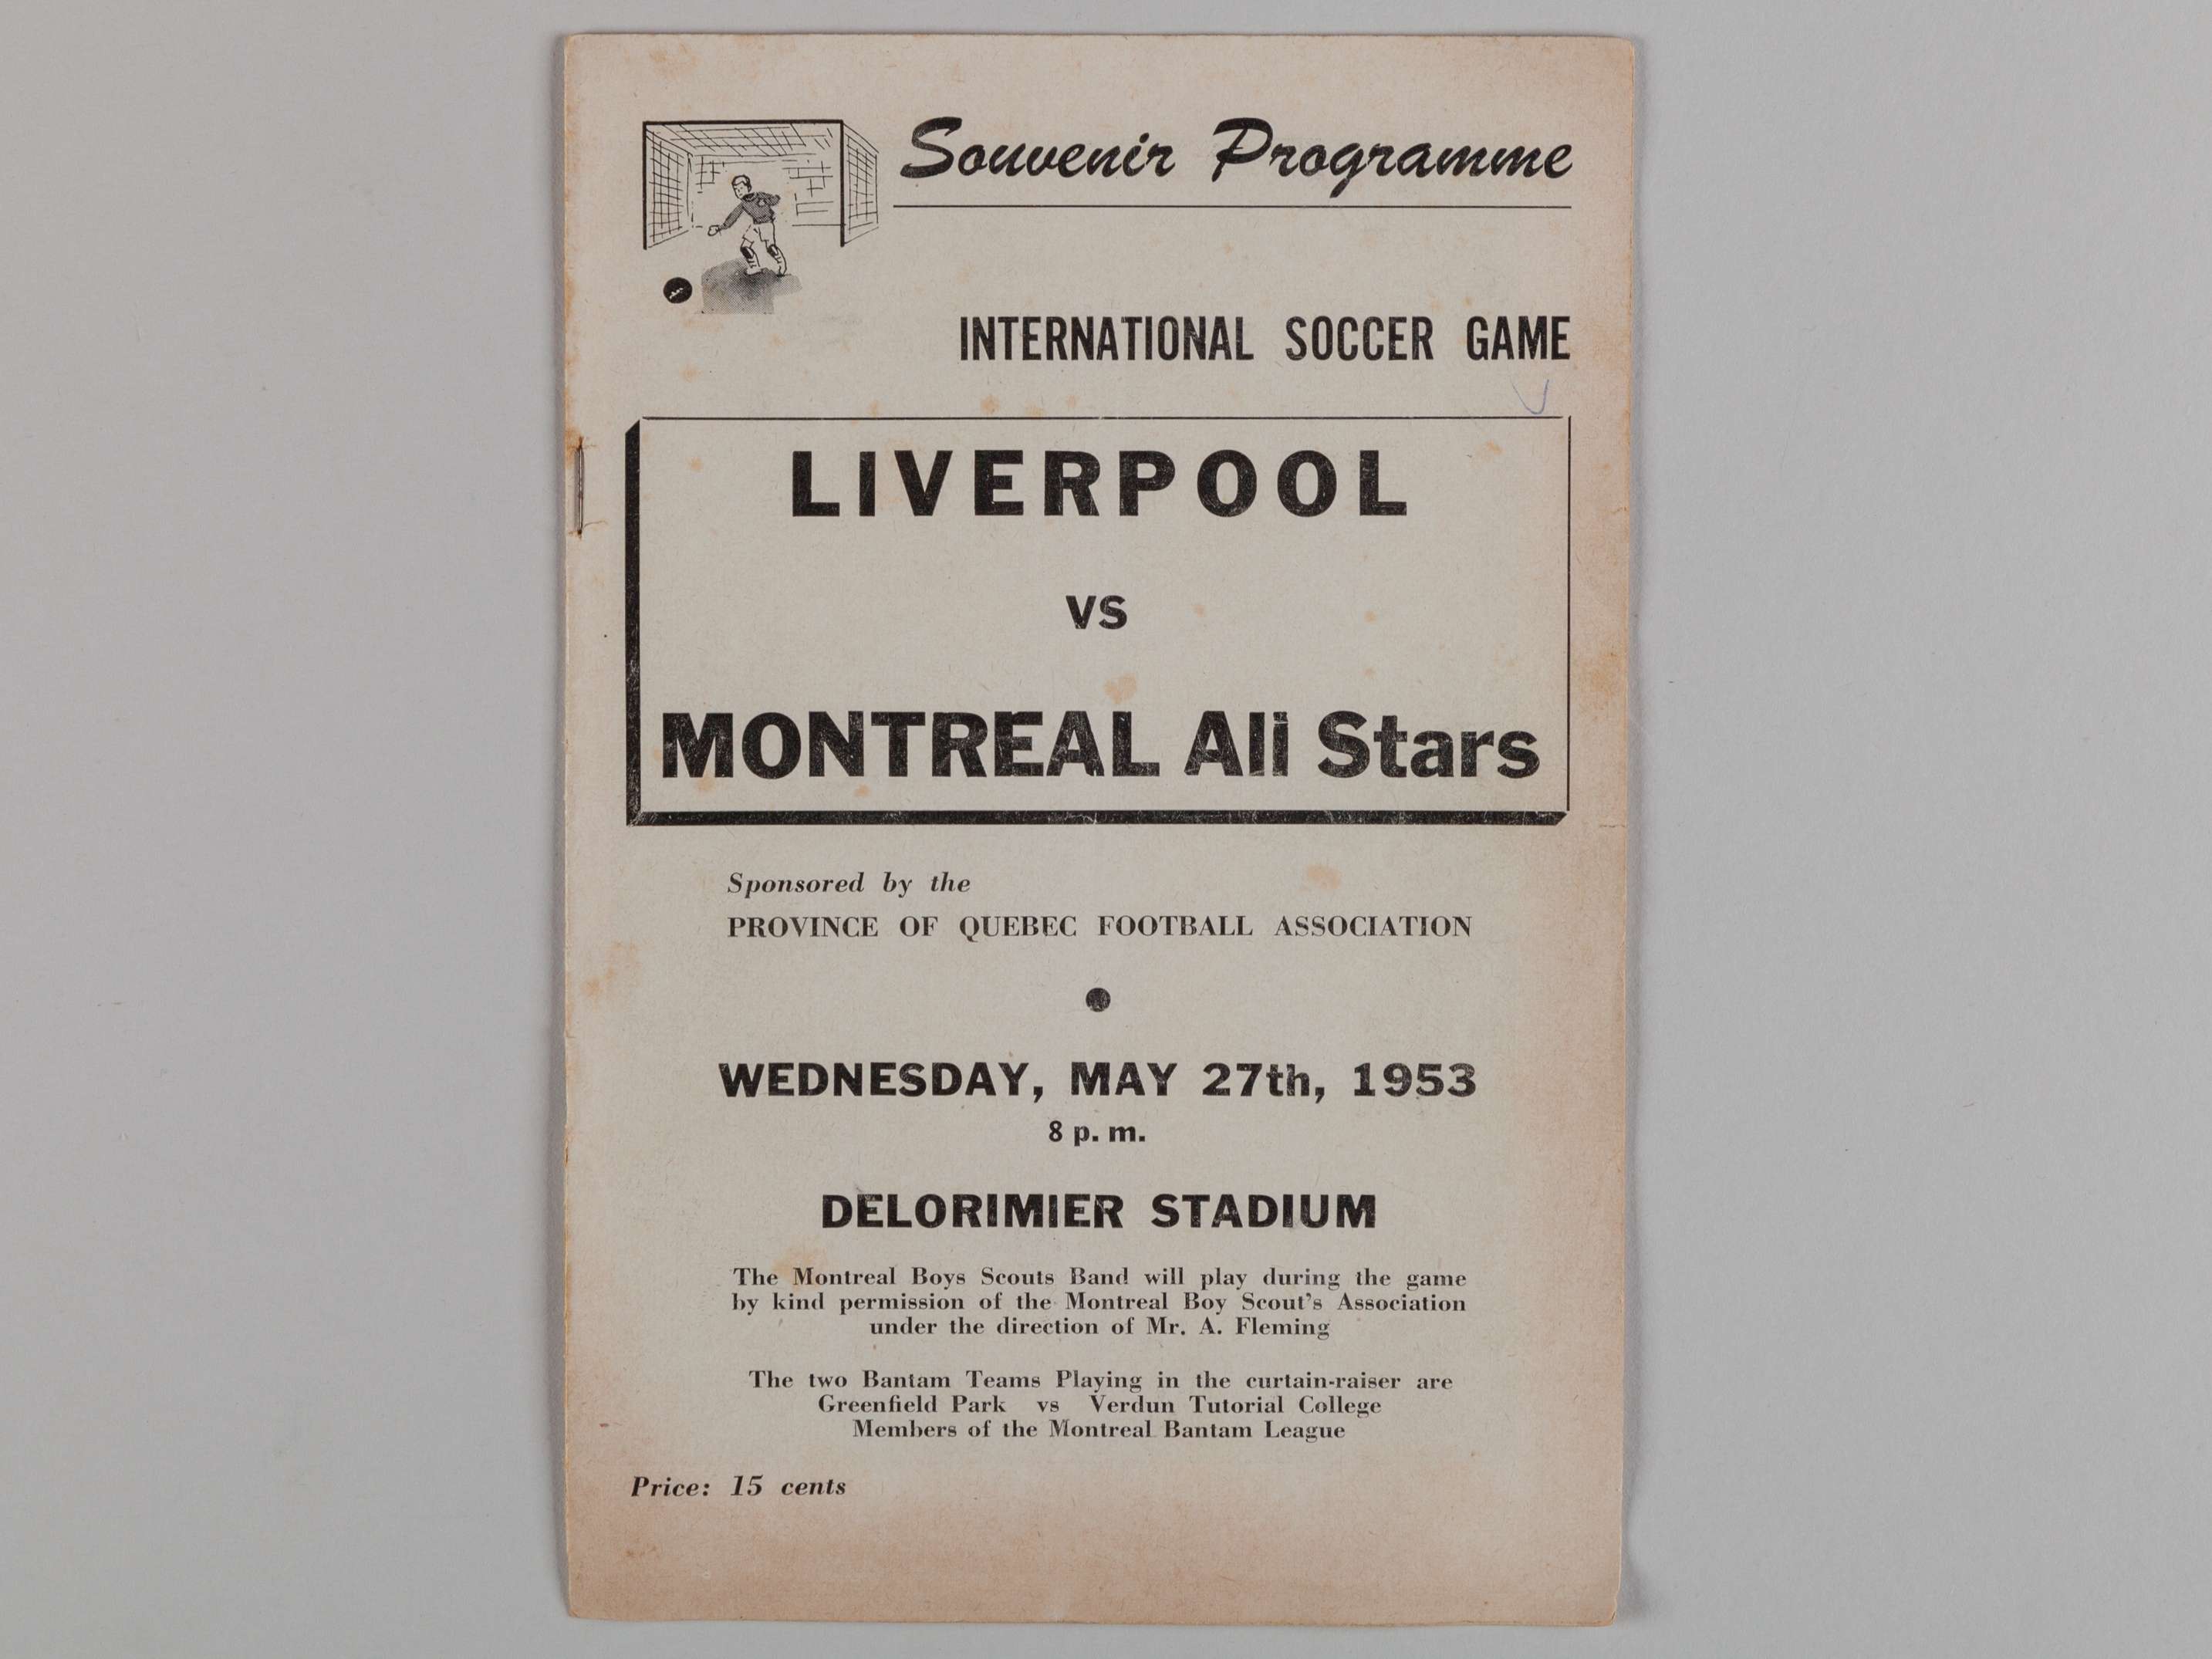 Souvenir Programme
INTERNATIONAL SOCCER GAME
LIVERPOOL
VS
MONTREAL All Stars
Sponsored by the
PROVINCE OF QUEBEC FOOTBALL ASSOCIATION
WEDNESDAY, MAY 27th, 1953
8 p. m.
DELORIMIER STADIUM
The Montreal Boys Scouts Band will play during the game
by kind permission of the Montreal Boy Scout's Association
under the direction of Mr. A. Fleming
The two Bantam Teams Playing in the curtain-raiser are
Greenfield Park vs Verdun Tutorial College
Members of the Montreal Bantam League
Price: 15 cents